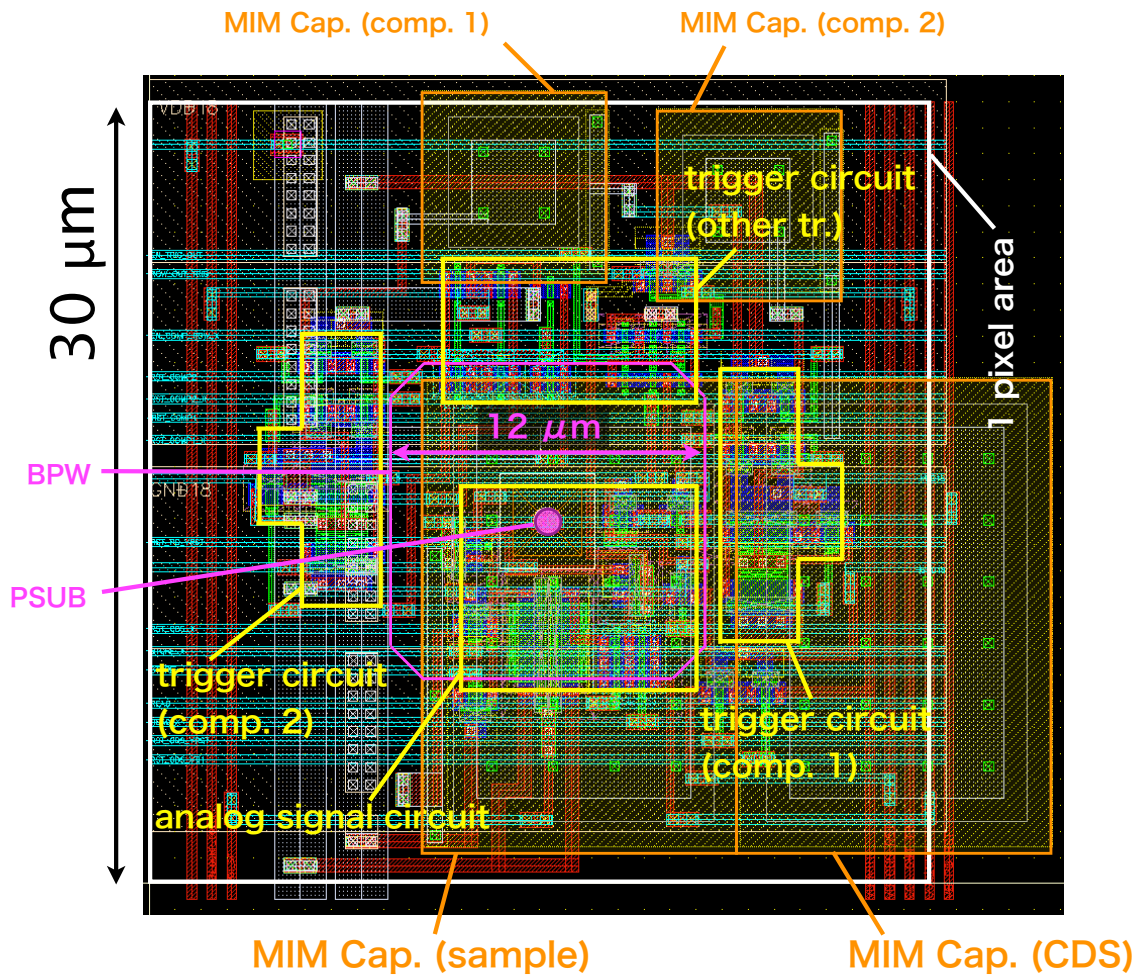 MIM Cap. (comp. 1)
MIM Cap. (comp. 2)
VDD18
trigger circuit
(other tr.)
30 μm
1 pixel area
12 μm
BPW
GND18
PSUB
trigger circuit
(comp. 2)
trigger circuit
(comp. 1)
analog signal circuit
MIM Cap. (sample)
MIM Cap. (CDS)